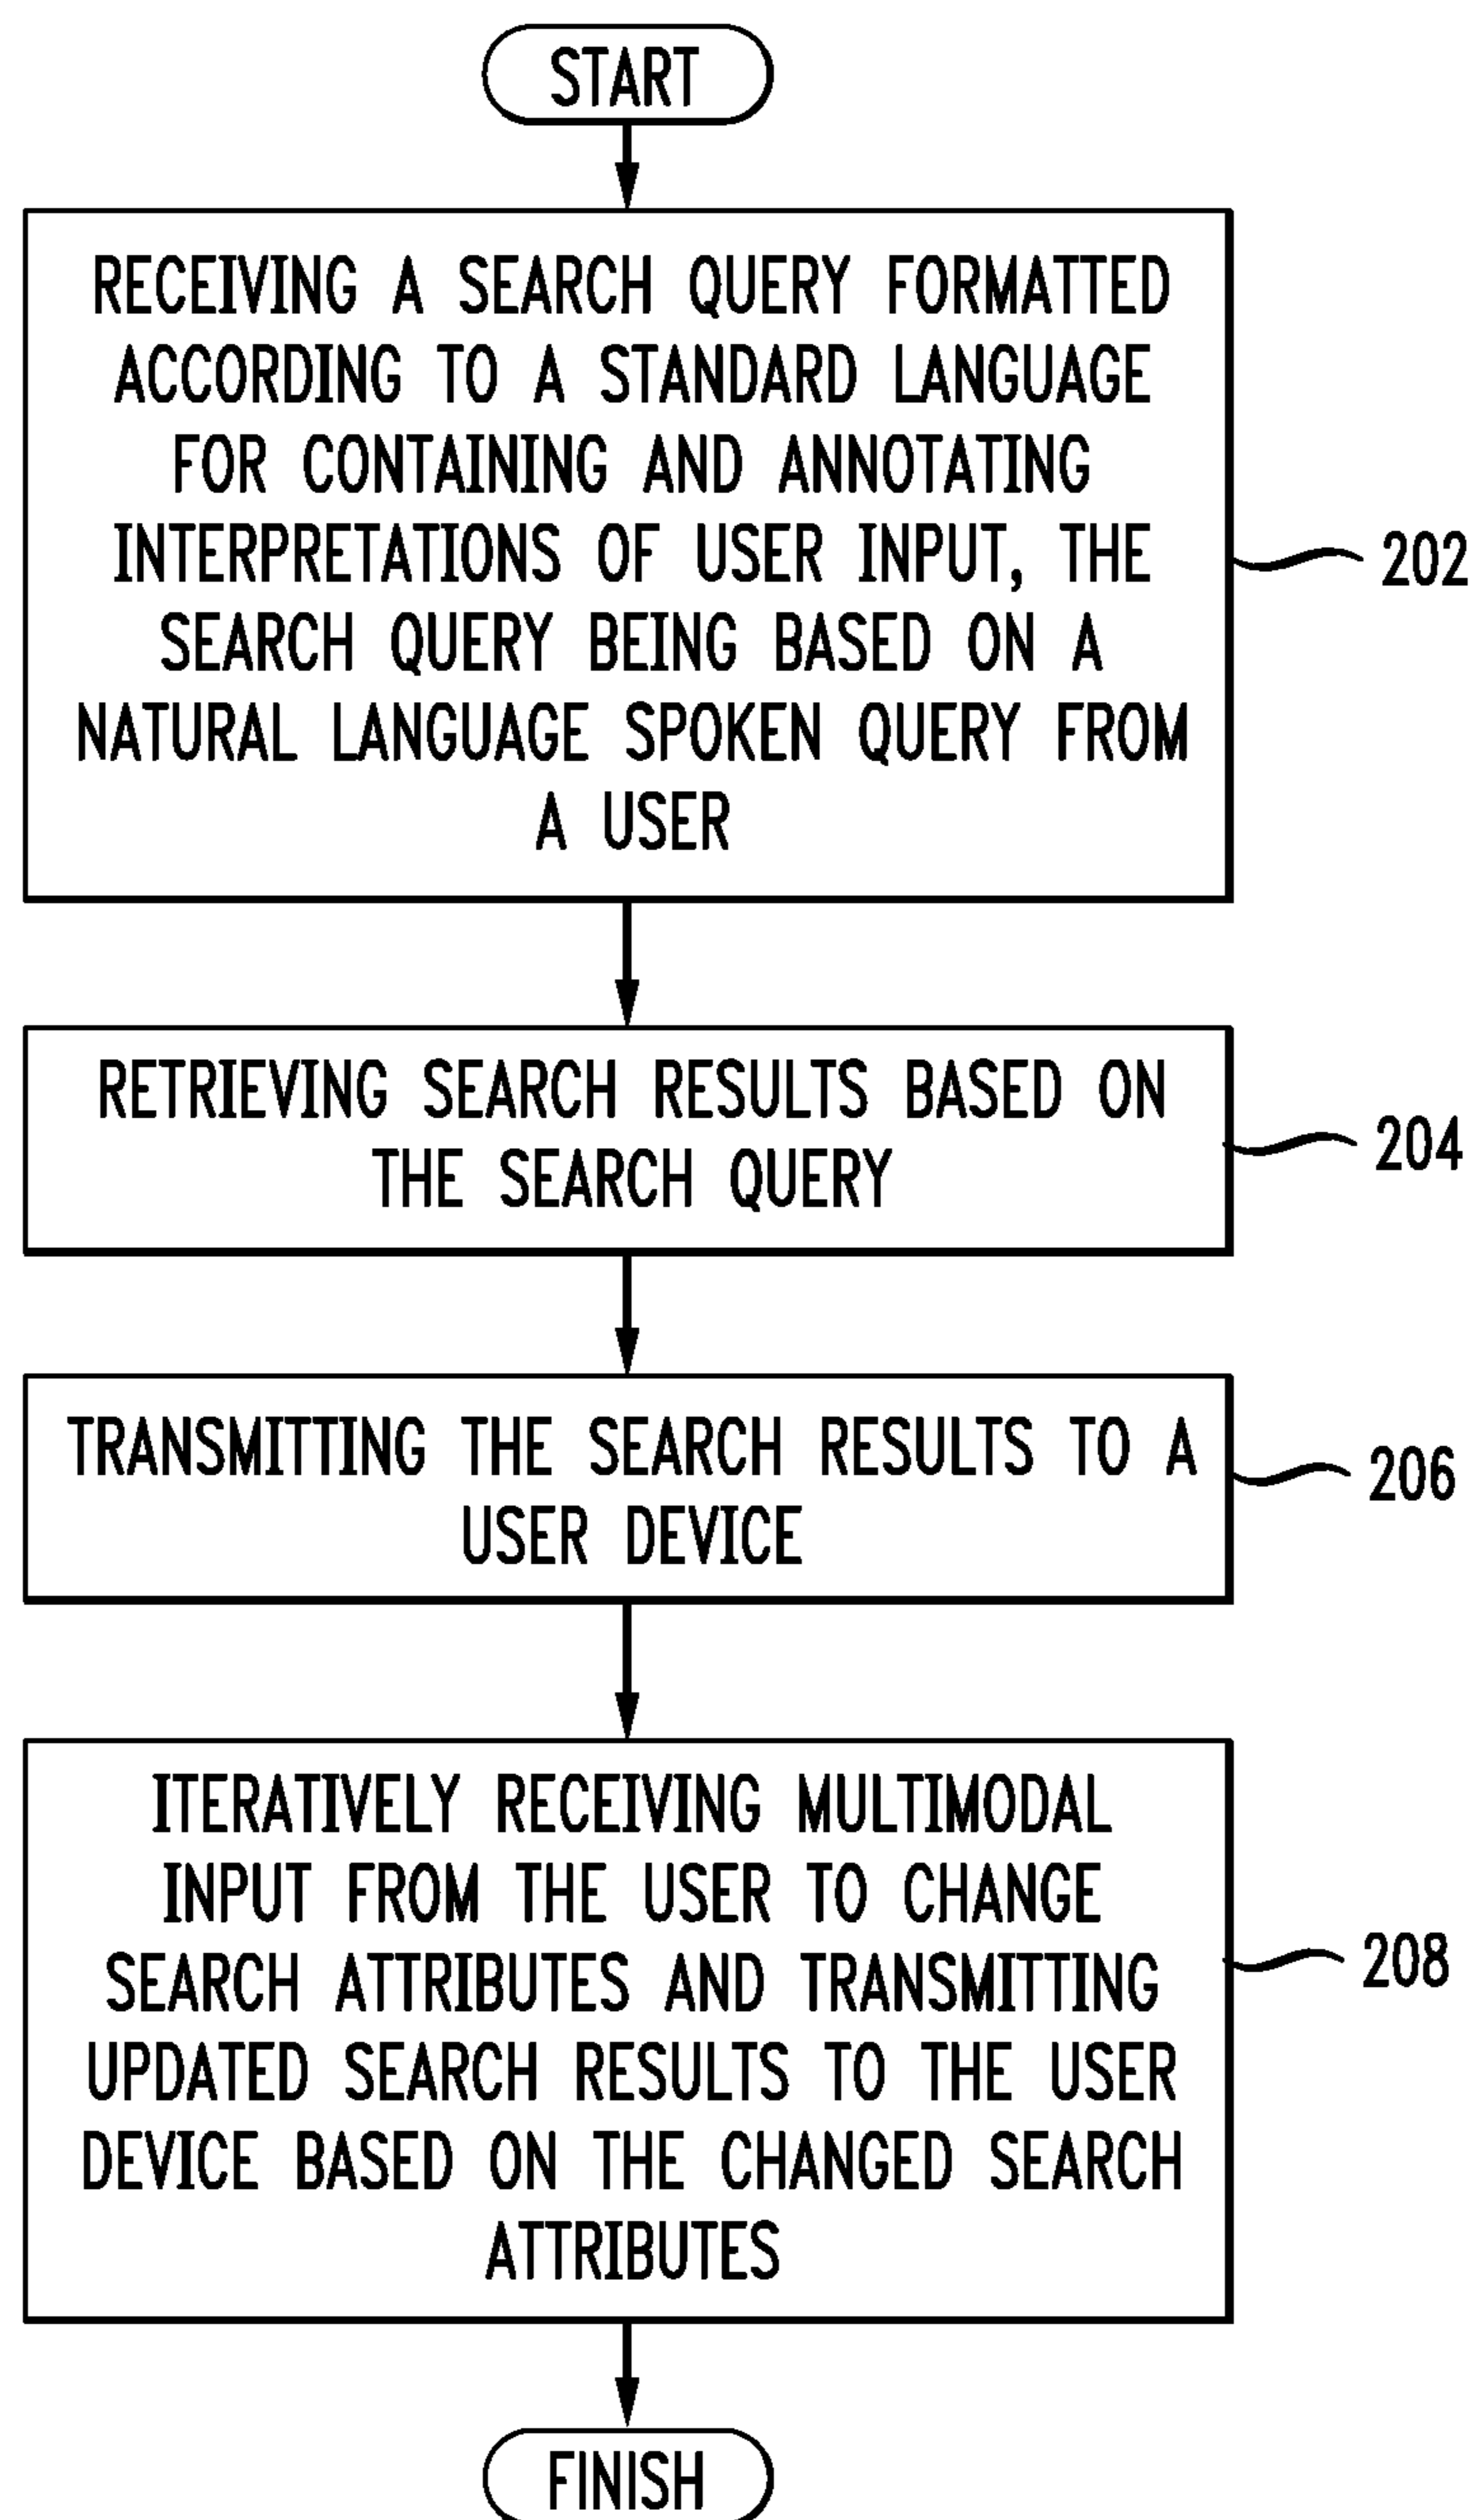 START
RECEIVING A SEARCH QUERY FORMATTED
ACCORDING TO A STANDARD LANGUAGE
FOR CONTAINING AND ANNOTATING
INTERPRETATIONS OF USER INPUT, THE
SEARCH QUERY BEING BASED ON A
NATURAL LANGUAGE SPOKEN QUERY FROM
A USER
202
RETRIEVING SEARCH RESULTS BASED ON
THE SEARCH QUERY
204
TRANSMITTING THE SEARCH RESULTS TO A
USER DEVICE
206
ITERATIVELY RECEIVING MULTIMODAL
INPUT FROM THE USER TO CHANGE
SEARCH ATTRIBUTES AND TRANSMITTING
UPDATED SEARCH RESULTS TO THE USER
DEVICE BASED ON THE CHANGED SEARCH
ATTRIBUTES
208
FINISH